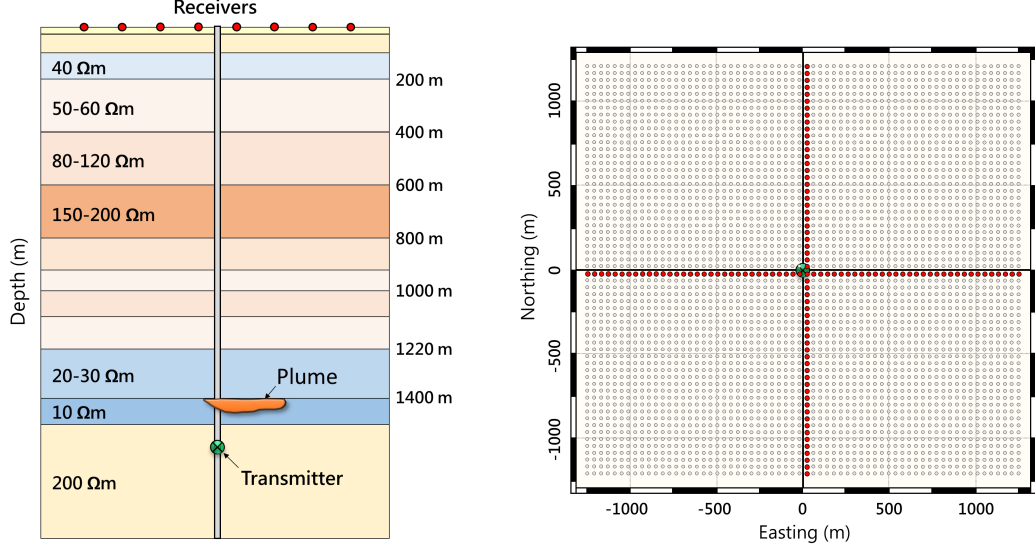 Receivers
40 Ωm
200 m
50-60 Ωm
400 m
80-120 Ωm
600 m
150-200 Ωm
800 m
1000 m
1220 m
20-30 Ωm
Plume
1400 m
10 Ωm
Transmitter
200 Ωm
Depth (m)
Northing (m)
1000
500
0
-500
-1000
-1000 -500 0 500 1000
Easting (m)